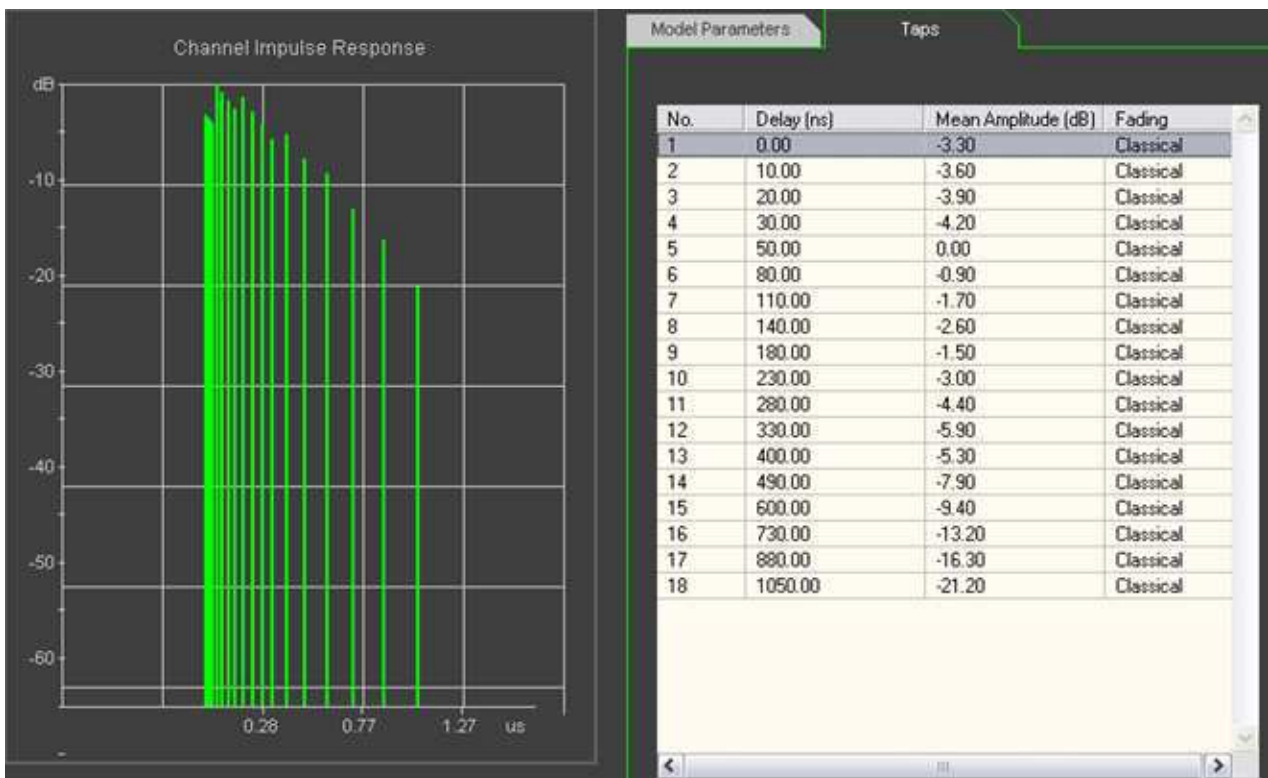 Channel Impulse Response
dB
-10
-20
-30
-40
-50
-60
0.28 0.77 1.27 us
Model Parameters Taps
No. Delay (ns) Mean Amplitude (dB) Fading
1 0.00 -3.30 Classical
2 10.00 -3.60 Classical
3 20.00 -3.90 Classical
4 30.00 -4.20 Classical
5 50.00 0.00 Classical
6 80.00 -0.90 Classical
7 110.00 -1.70 Classical
8 140.00 -2.60 Classical
9 180.00 -1.50 Classical
10 230.00 -3.00 Classical
11 280.00 -4.40 Classical
12 330.00 -5.90 Classical
13 400.00 -5.30 Classical
14 490.00 -7.90 Classical
15 600.00 -9.40 Classical
16 730.00 -13.20 Classical
17 880.00 -16.30 Classical
18 1050.00 -21.20 Classical